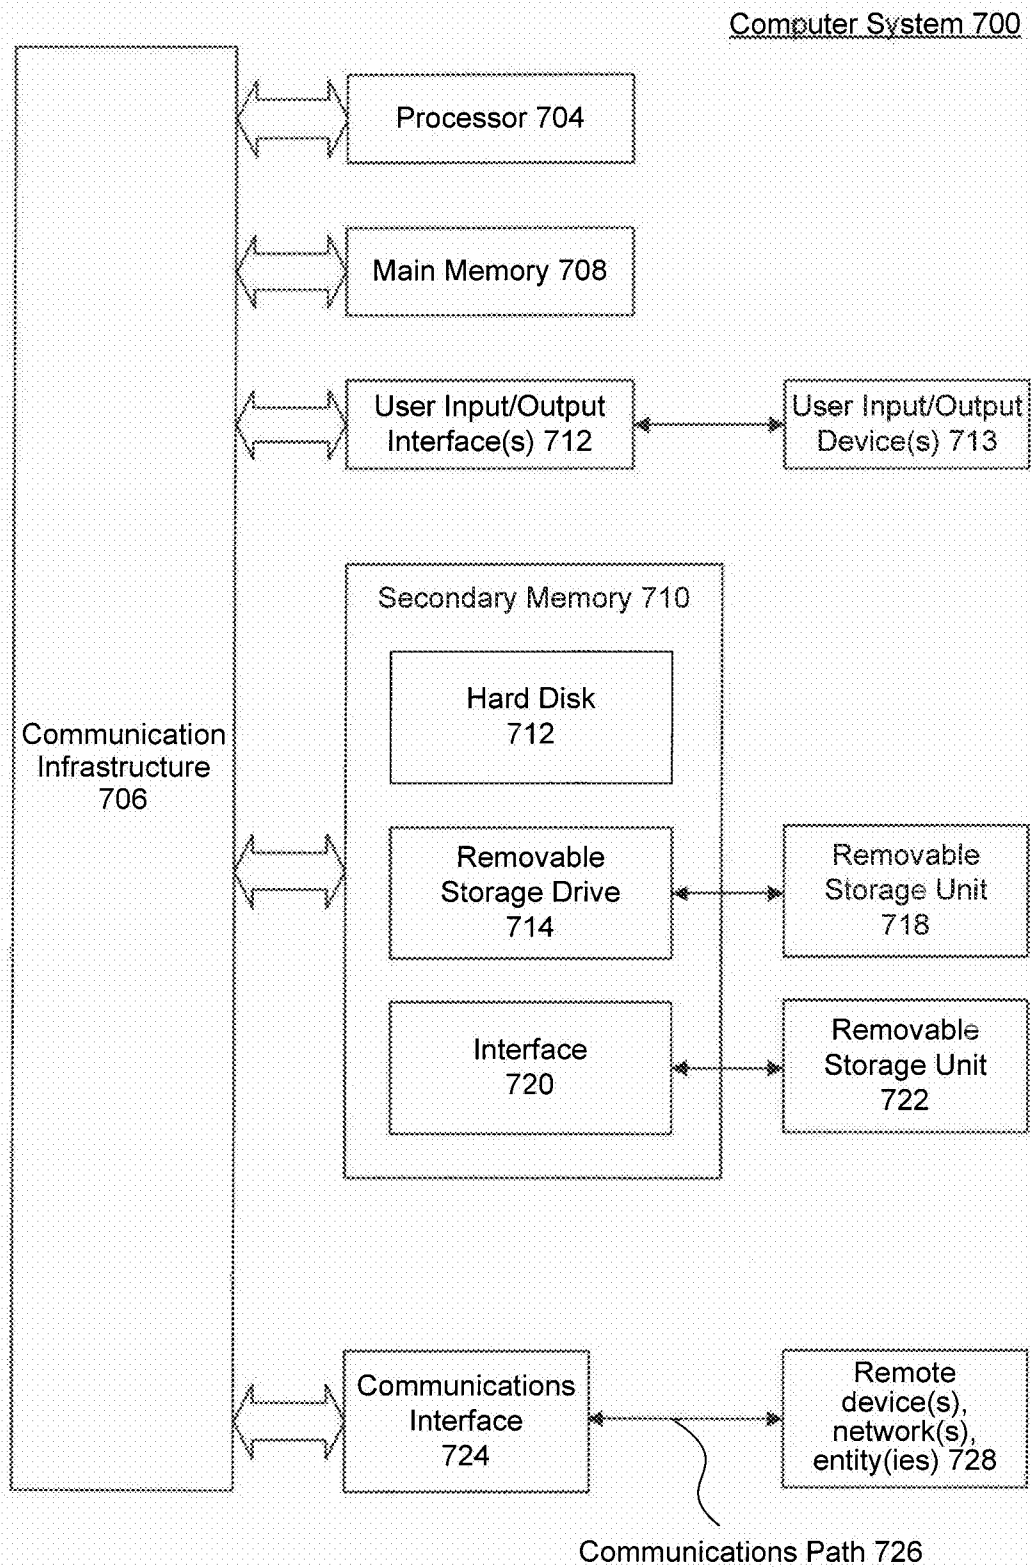 Computer System 700
Processor 704
Main Memory 708
User Input/Output
Interface(s) 712
User Input/Output
Device(s) 713
Secondary Memory 710
Hard Disk
712
Communication
Infrastructure
706
Removable
Storage Drive
714
Removable
Storage Unit
718
Interface
720
Removable
Storage Unit
722
Communications
Interface
724
Remote
device(s),
network(s),
entity(ies) 728
Communications Path 726